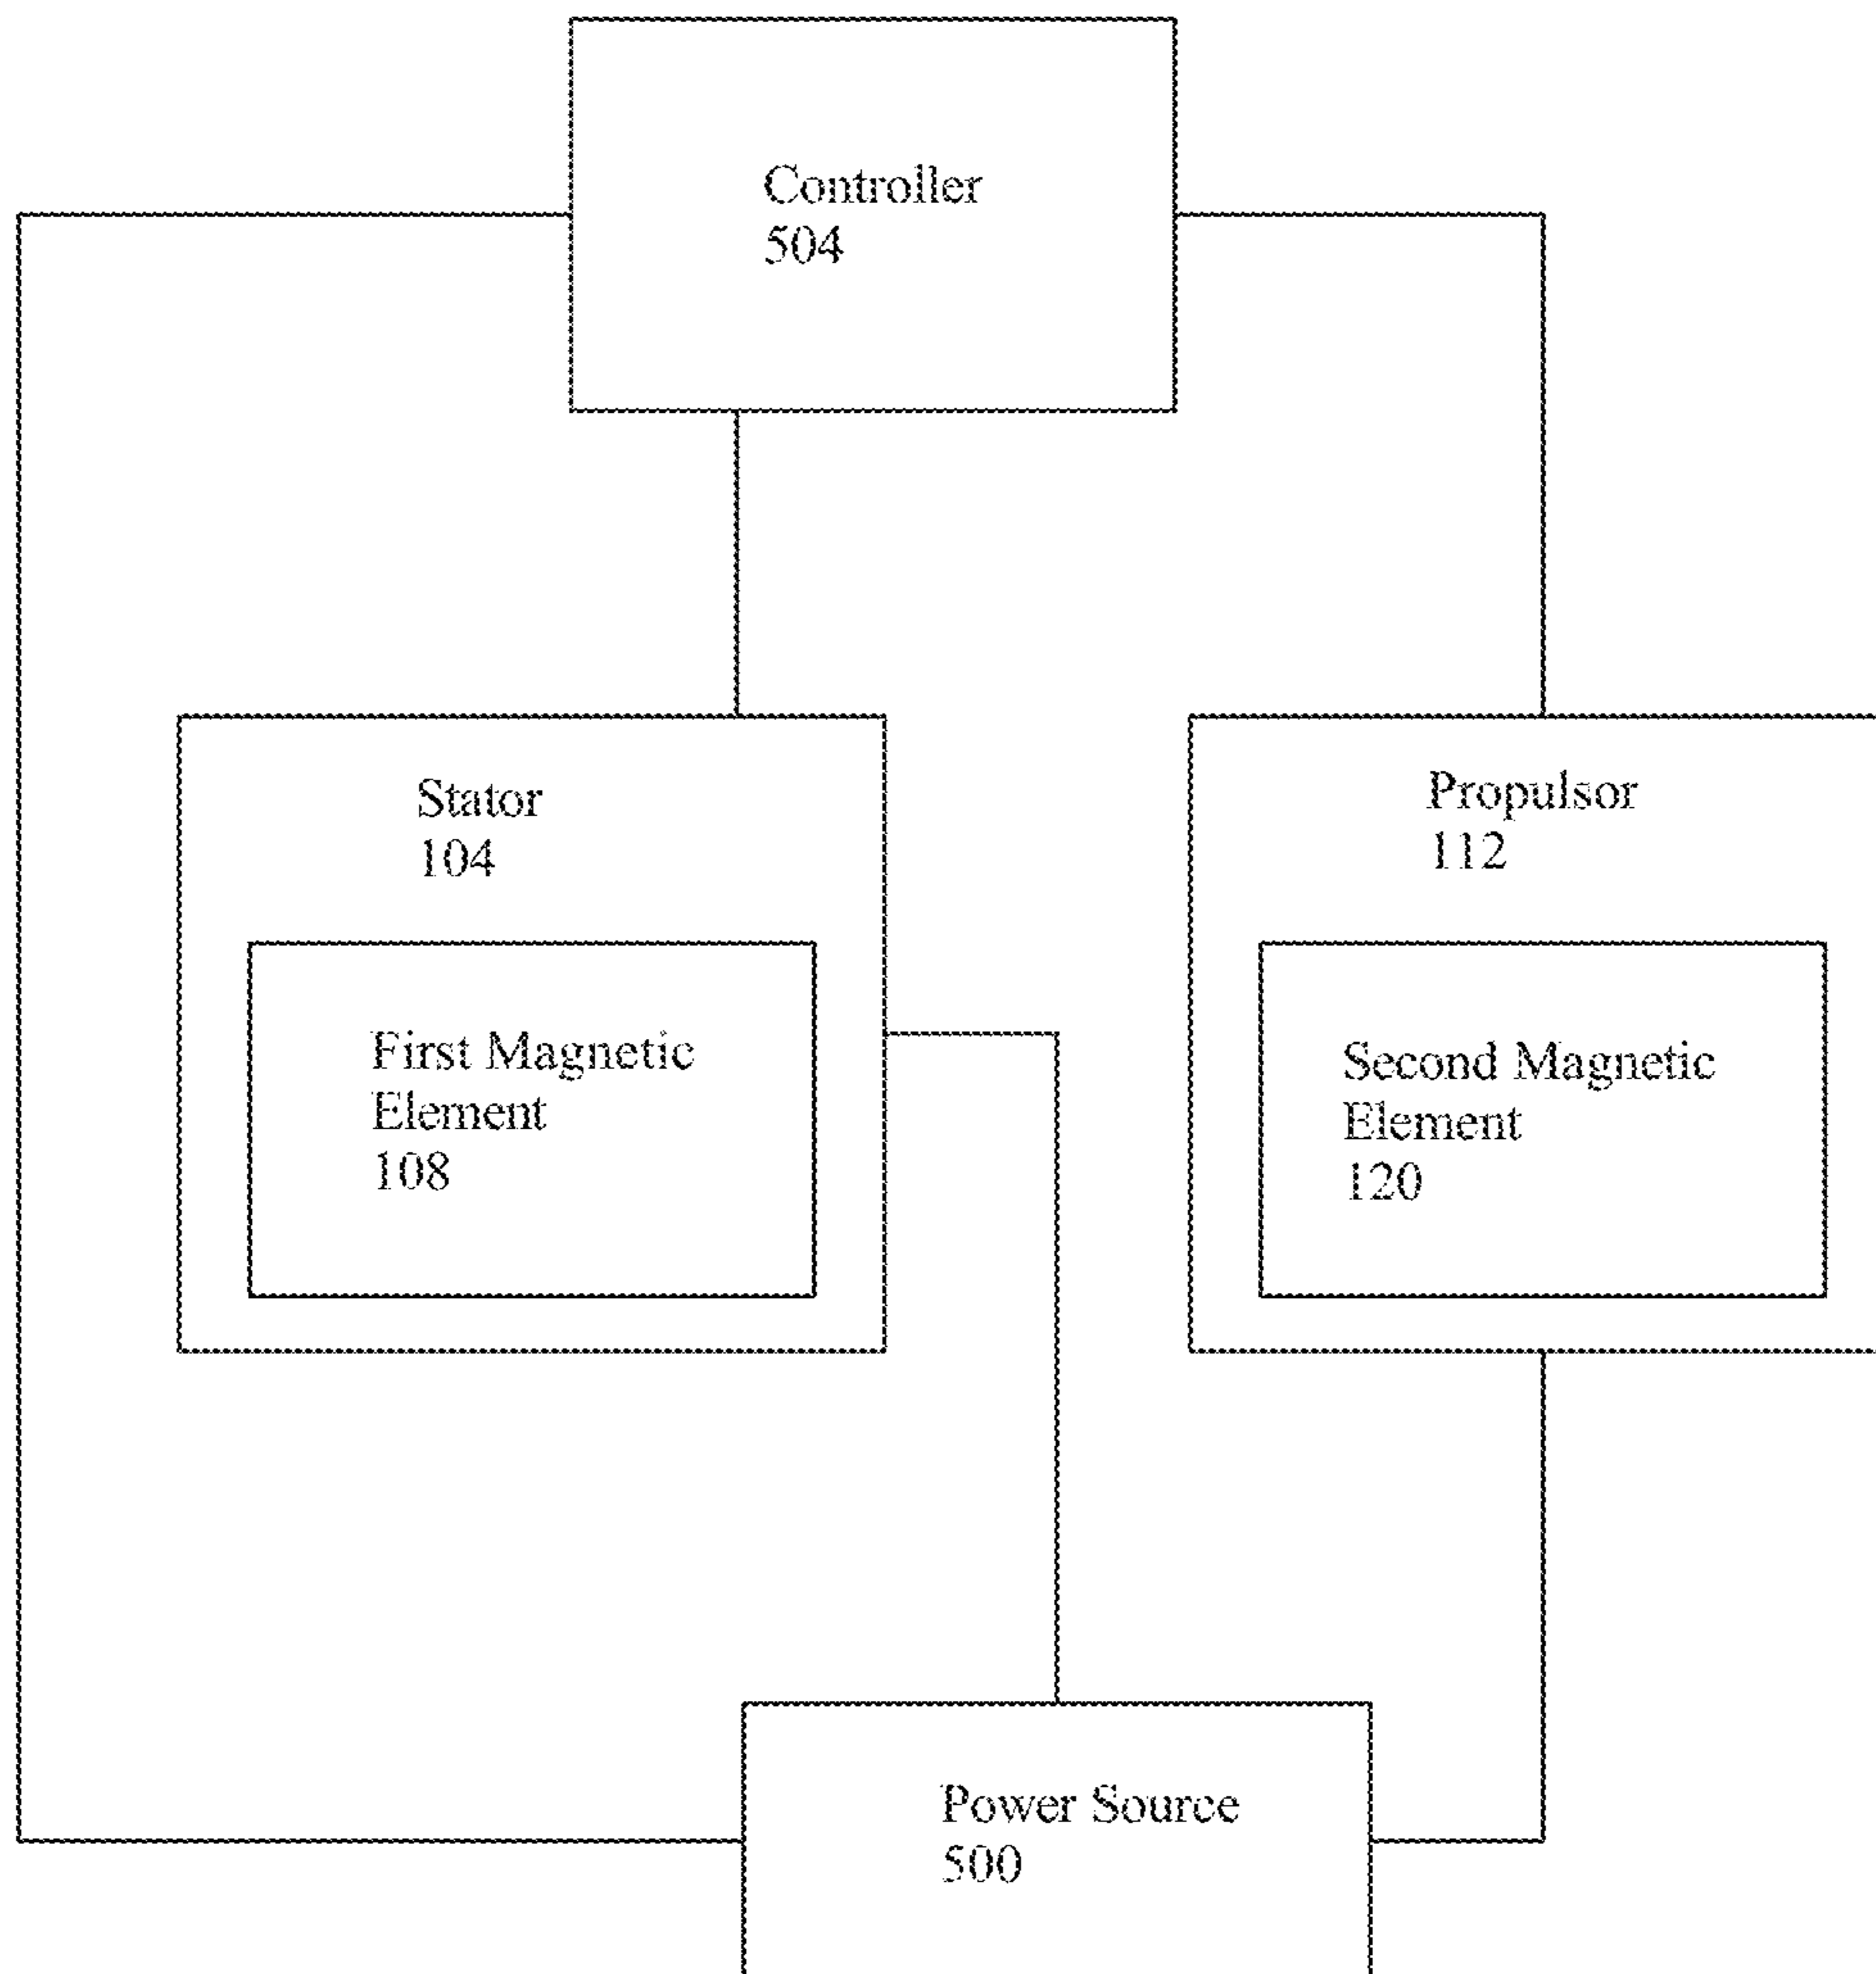 Controller
504
Stator
104
Propulsor
112
First Magnetic
Element
108
Second Magnetic
Element
120
Power Source
500